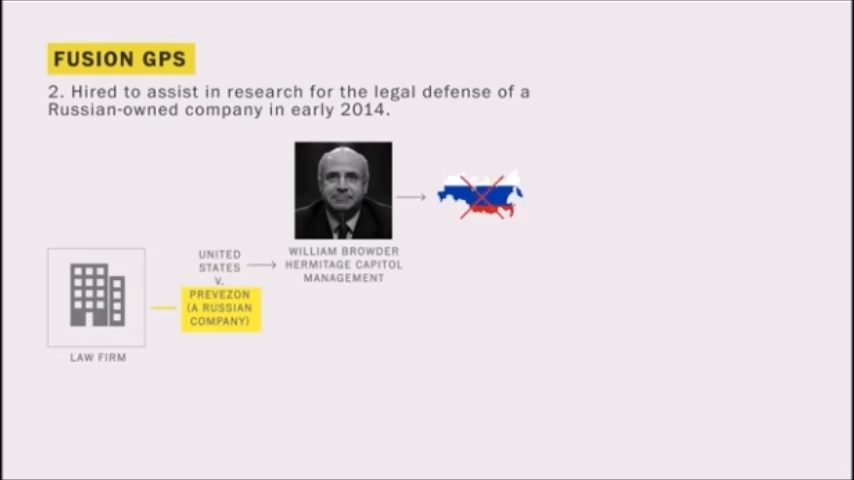 FUSION GPS
2. Hired to assist in research for the legal defense of a
Russian-owned company in early 2014.
WILLIAM BROWDER
HERMITAGE CAPITOL
MANAGEMENT
UNITED
STATES
V.
PREVEZON
(A RUSSIAN
COMPANY)
LAW FIRM